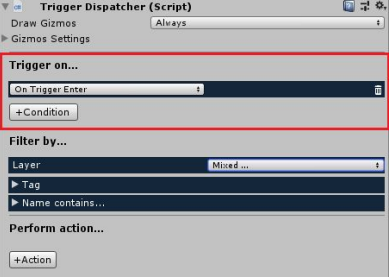 Trigger Dispatcher (Script)
Draw Gizmos Always
Gizmos Settings
Trigger on...
On Trigger Enter
+Condition
Filter by...
Layer Mixed ...
Tag
Name contains...
Perform action...
+Action